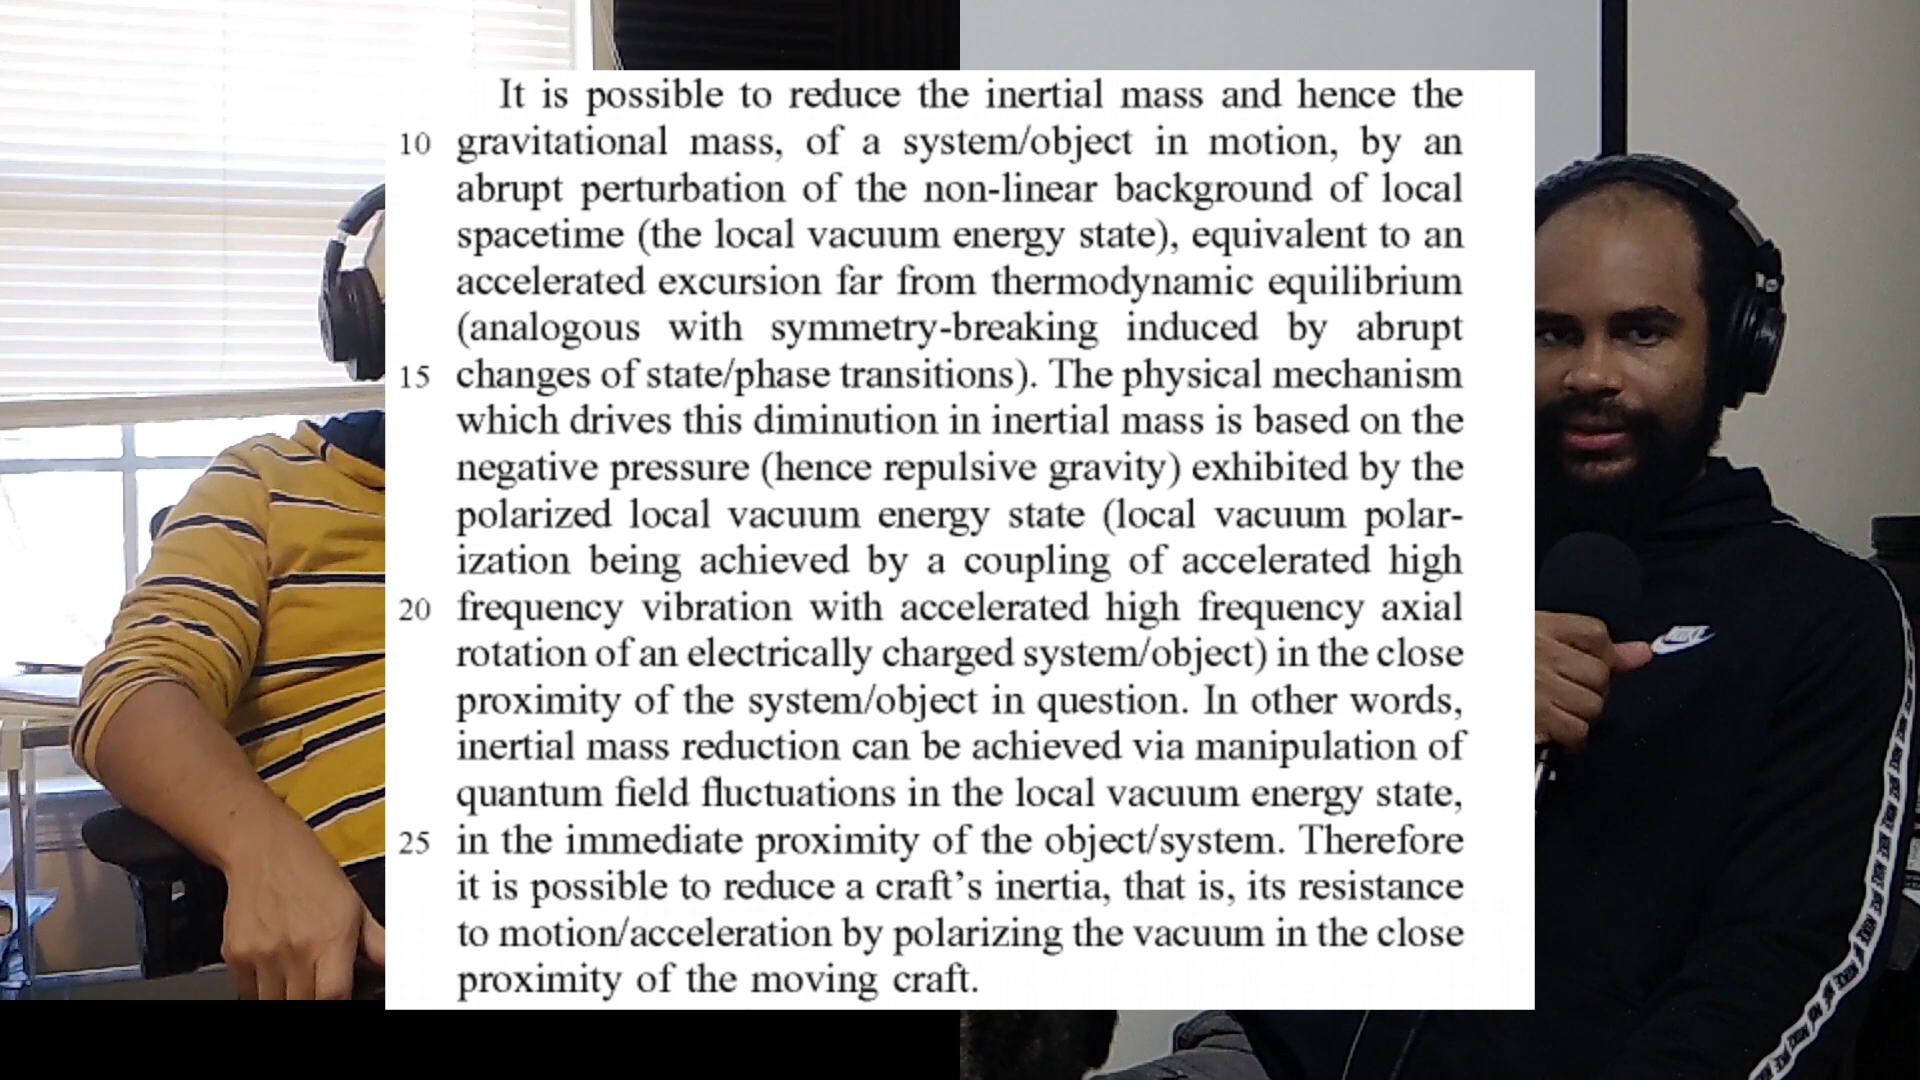 It is possible to reduce the inertial mass and hence the
10 gravitational mass, of a system/object in motion, by an
abrupt perturbation of the non-linear background of local
spacetime (the local vacuum energy state), equivalent to an
accelerated excursion far from thermodynamic equilibrium
(analogous with symmetry-breaking induced by abrupt
15 changes of state/phase transitions). The physical mechanism
which drives this diminution in inertial mass is based on the
negative pressure (hence repulsive gravity) exhibited by the
polarized local vacuum energy state (local vacuum polar-
ization being achieved by a coupling of accelerated high
20 frequency vibration with accelerated high frequency axial
rotation of an electrically charged system/object) in the close
proximity of the system/object in question. In other words,
inertial mass reduction can be achieved via manipulation of
quantum field fluctuations in the local vacuum energy state,
25 in the immediate proximity of the object/system. Therefore
it is possible to reduce a craft's inertia, that is, its resistance
to motion/acceleration by polarizing the vacuum in the close
proximity of the moving craft.
NIKE